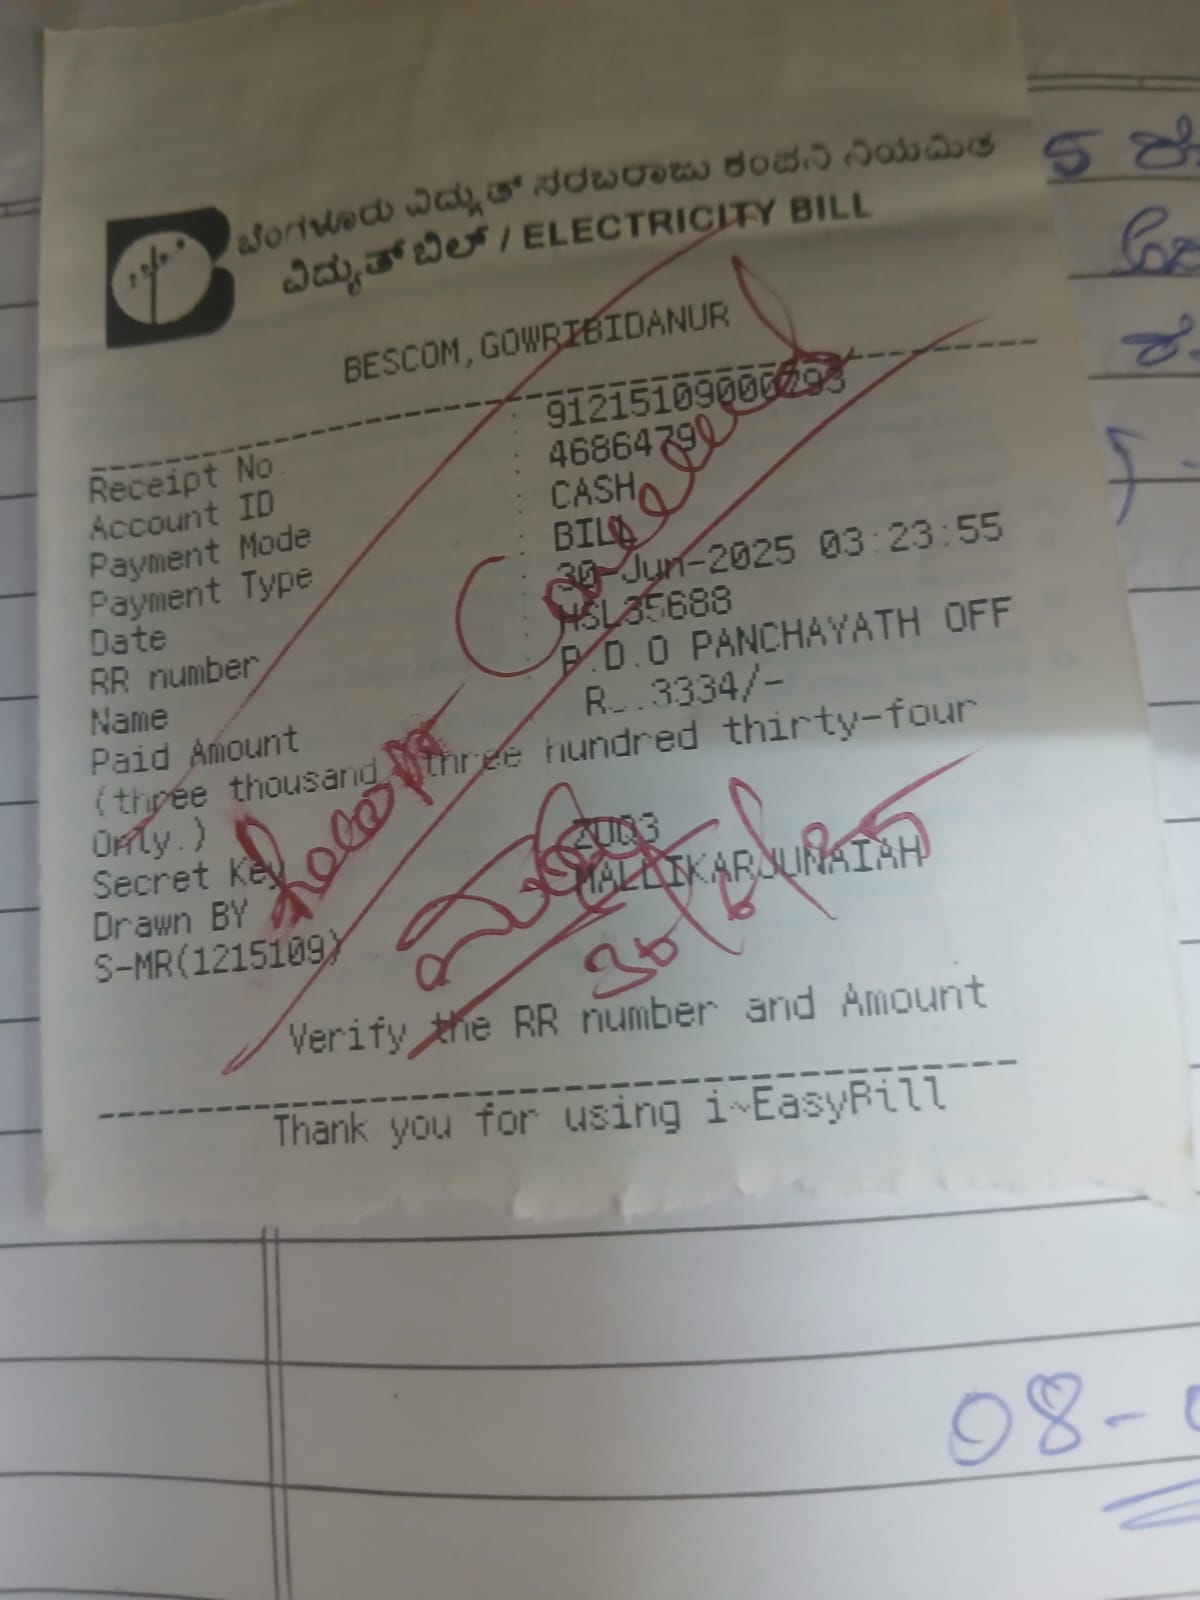 ಬೆಂಗಳೂರು ವಿದ್ಯುತ್ ಸರಬರಾಜು ಕಂಪನಿ ನಿಯಮಿತ
ವಿದ್ಯುತ್ ಬಿಲ್ / ELECTRICITY BILL
BESCOM, GOWRIBIDANUR
Receipt No : 91215109000293
Account ID : 4686479
Payment Mode : CASH
Payment Type : BILL
Date : 30-Jun-2025 03:23:55
RR number : HSL35688
Name : P.D.O PANCHAYATH OFF
Paid Amount 3334/-
(three thousand three hundred thirty-four
Only.)
Secret Key
Drawn BY MALLIKARJUNAIAH
S-MR(1215109)
Cancelled
Verify the RR number and Amount
Thank you for using i~EasyBill
08-